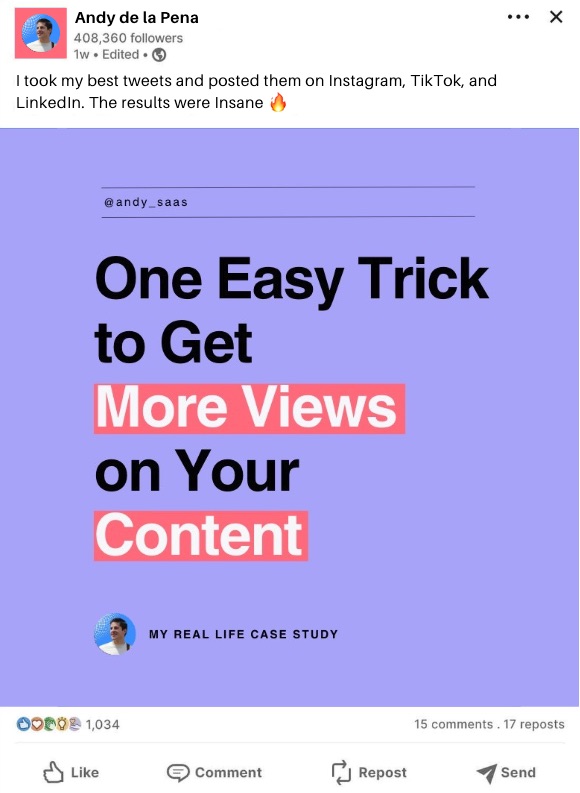 Andy de la Pena
408,360 followers
1w • Edited •
I took my best tweets and posted them on Instagram, TikTok, and
LinkedIn. The results were Insane 🔥
@andy_saas
One Easy Trick
to Get
More Views
on Your
Content
MY REAL LIFE CASE STUDY
1,034
15 comments . 17 reposts
Like
Comment
Repost
Send